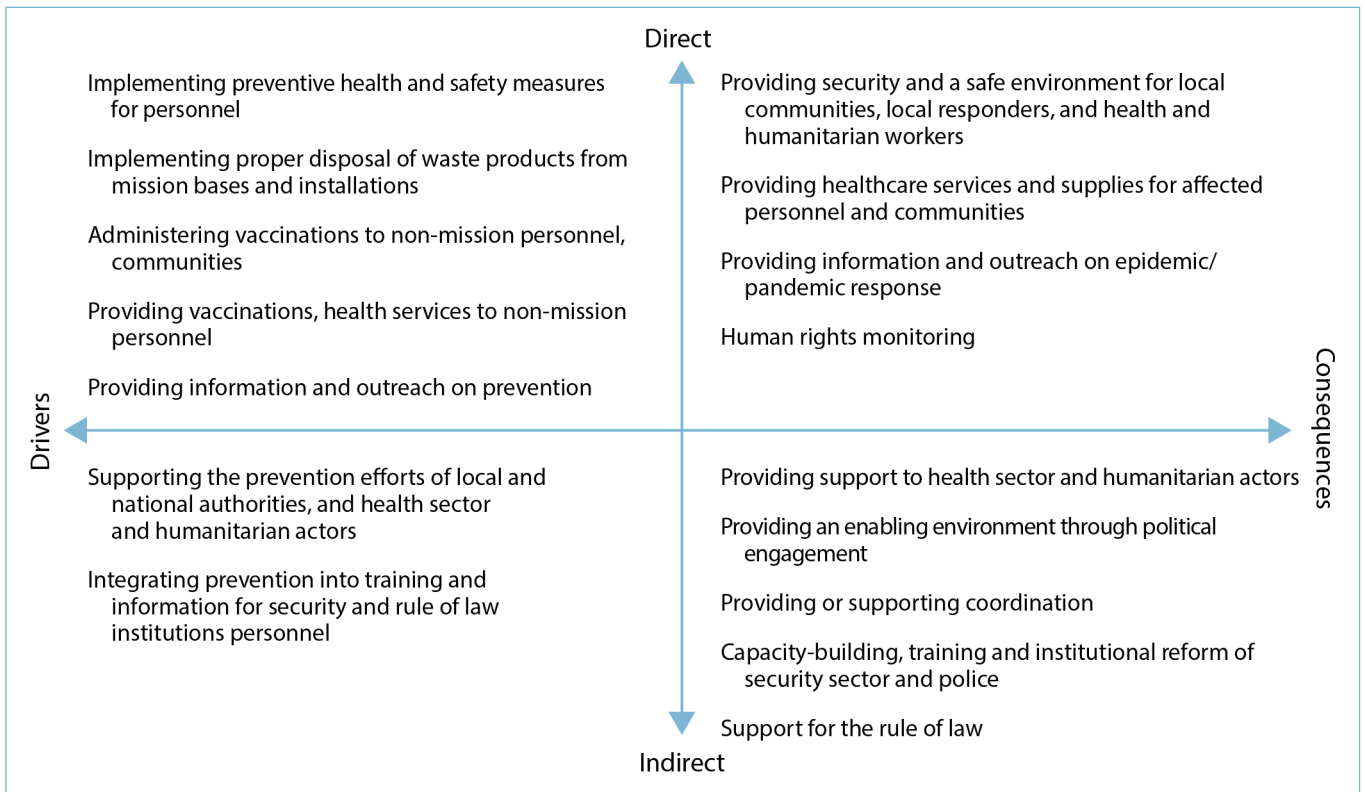 Direct
Implementing preventive health and safety measures
for personnel
Implementing proper disposal of waste products from
mission bases and installations
Administering vaccinations to non-mission personnel,
communities
Providing vaccinations, health services to non-mission
personnel
Providing information and outreach on prevention
Providing security and a safe environment for local
communities, local responders, and health and
humanitarian workers
Providing healthcare services and supplies for affected
personnel and communities
Providing information and outreach on epidemic/
pandemic response
Human rights monitoring
Drivers
Consequences
Supporting the prevention efforts of local and
national authorities, and health sector
and humanitarian actors
Integrating prevention into training and
information for security and rule of law
institutions personnel
Providing support to health sector and humanitarian actors
Providing an enabling environment through political
engagement
Providing or supporting coordination
Capacity-building, training and institutional reform of
security sector and police
Support for the rule of law
Indirect